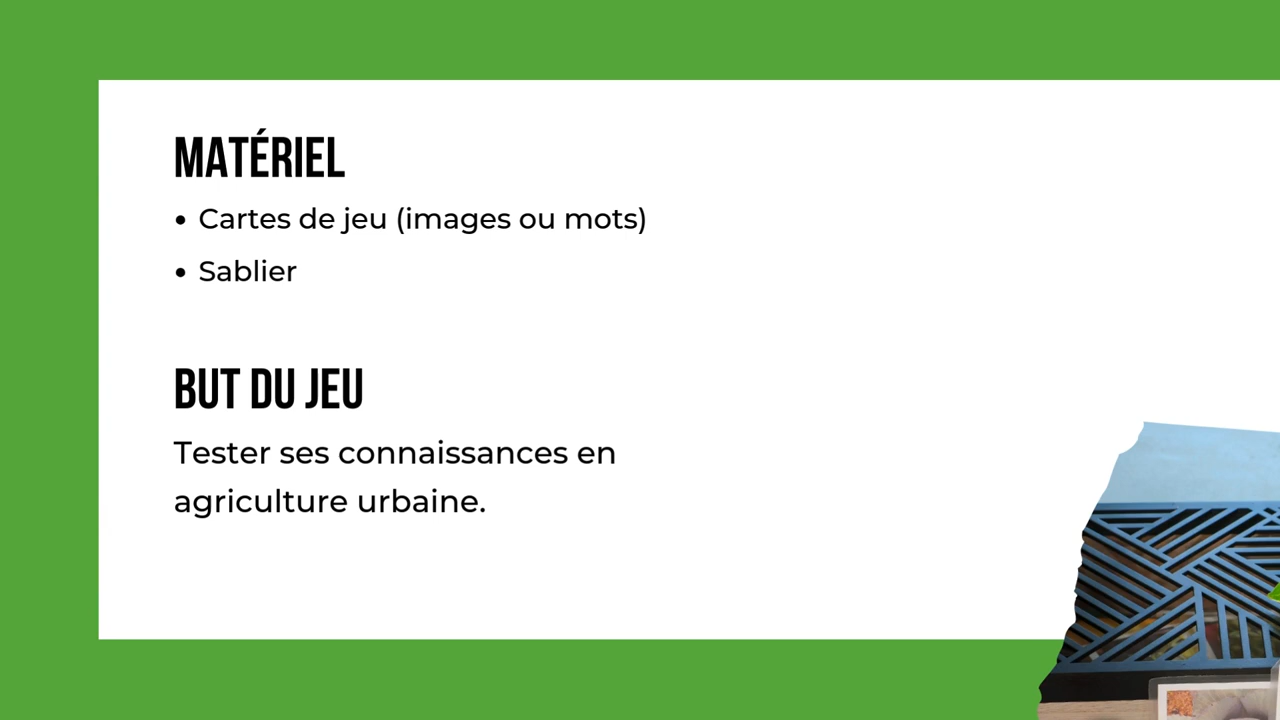 MATÉRIEL
• Cartes de jeu (images ou mots)
• Sablier
BUT DU JEU
Tester ses connaissances en
agriculture urbaine.